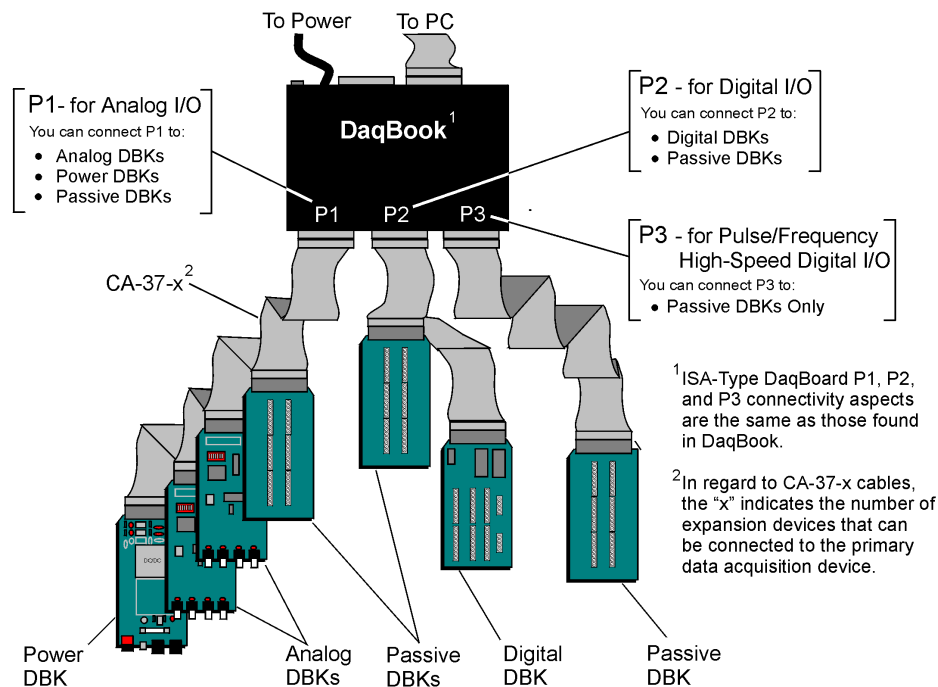 To Power
To PC
P1- for Analog I/O
You can connect P1 to:
• Analog DBKs
• Power DBKs
• Passive DBKs
DaqBook1
P2 - for Digital I/O
You can connect P2 to:
• Digital DBKs
• Passive DBKs
P1 P2 P3
P3 - for Pulse/Frequency
High-Speed Digital I/O
You can connect P3 to:
• Passive DBKs Only
CA-37-x2
1 ISA-Type DaqBoard P1, P2,
and P3 connectivity aspects
are the same as those found
in DaqBook.
2 In regard to CA-37-x cables,
the “x” indicates the number of
expansion devices that can
be connected to the primary
data acquisition device.
DCDC
Power
DBK
Analog
DBKs
Passive
DBKs
Digital
DBK
Passive
DBK